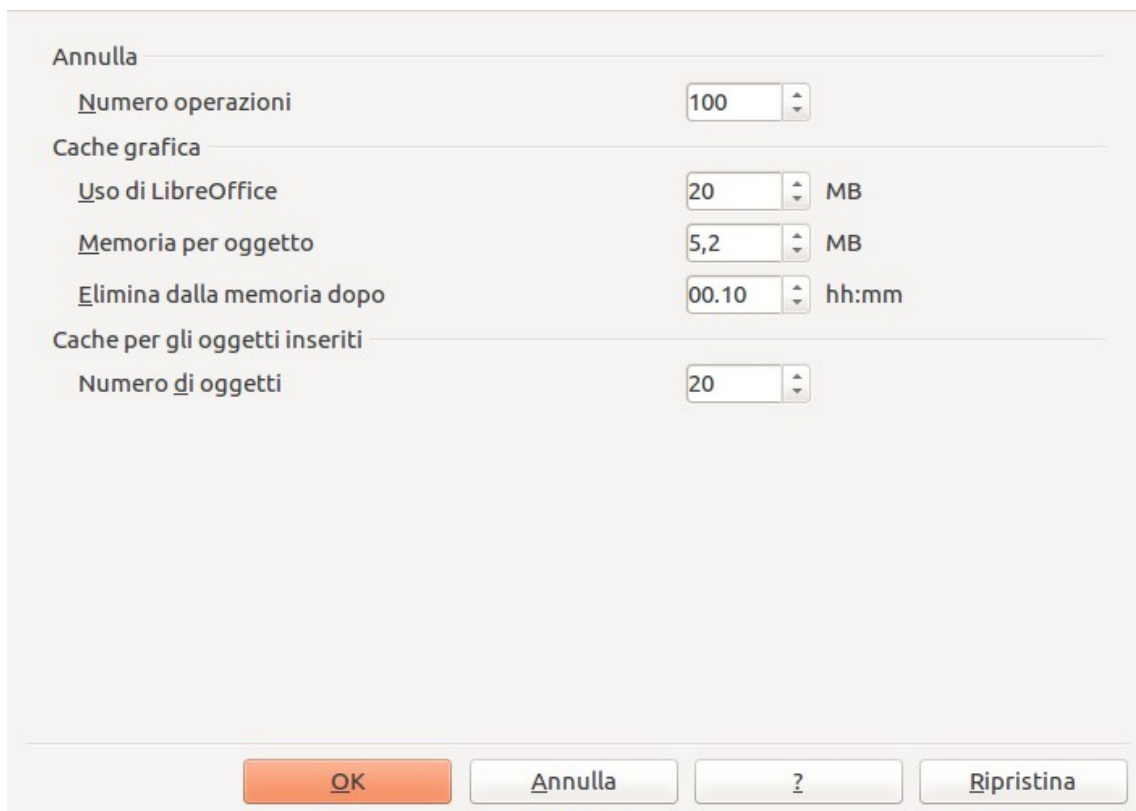 Annulla
Numero operazioni 100
Cache grafica
Uso di LibreOffice 20 MB
Memoria per oggetto 5,2 MB
Elimina dalla memoria dopo 00.10 hh:mm
Cache per gli oggetti inseriti
Numero di oggetti 20
OK Annulla ? Ripristina